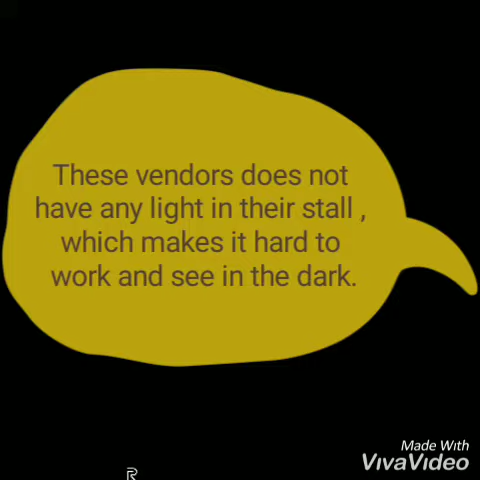 These vendors does not
have any light in their stall ,
which makes it hard to
work and see in the dark.
Made With
VivaVideo
R